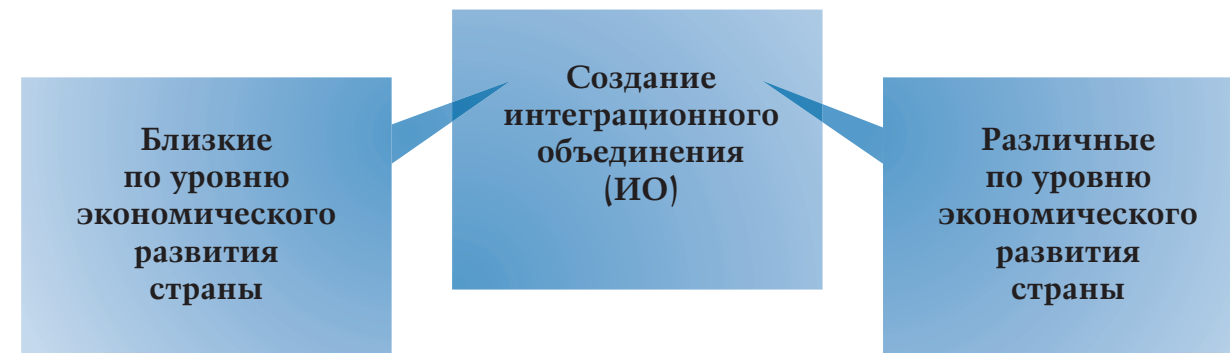 Близкие
по уровню
экономического
развития
страны
Создание
интеграционного
объединения
(ИО)
Различные
по уровню
экономического
развития
страны